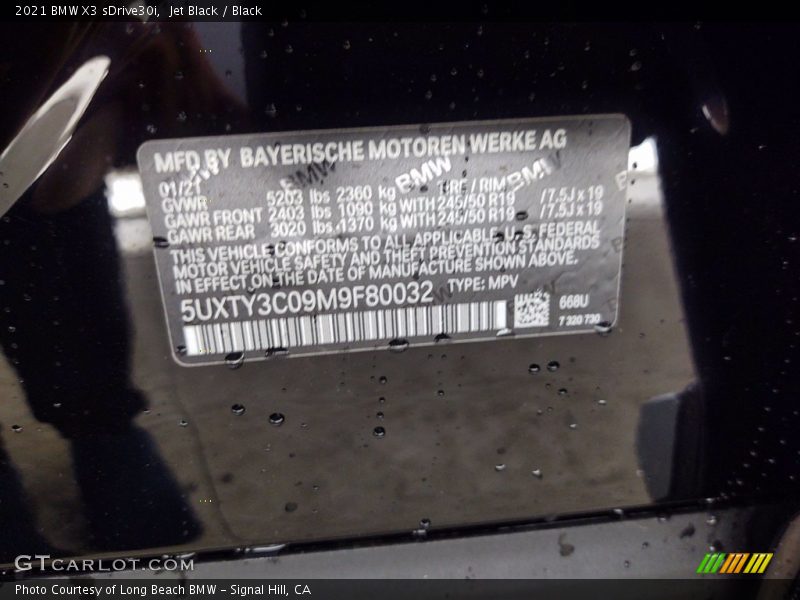 2021 BMW X3 sDrive30i, Jet Black / Black
MFD BY BAYERISCHE MOTOREN WERKE AG
BMW BMW
01/21
GVWR 5203 lbs 2360 kg TIRE / RIM
GAWR FRONT 2403 lbs 1090 kg WITH 245/50 R19 /7.5J x 19
GAWR REAR 3020 lbs 1370 kg WITH 245/50 R19 /7.5J x 19
THIS VEHICLE CONFORMS TO ALL APPLICABLE U.S. FEDERAL
MOTOR VEHICLE SAFETY AND THEFT PREVENTION STANDARDS
IN EFFECT ON THE DATE OF MANUFACTURE SHOWN ABOVE.
5UXTY3C09M9F80032 TYPE: MPV
668U
7 320 730
GTCARLOT.COM
Photo Courtesy of Long Beach BMW – Signal Hill, CA